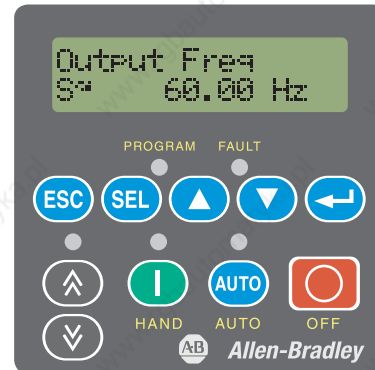 Output Freq
60.00 Hz
PROGRAM FAULT
ESC SEL
AUTO
HAND AUTO OFF
AB Allen-Bradley